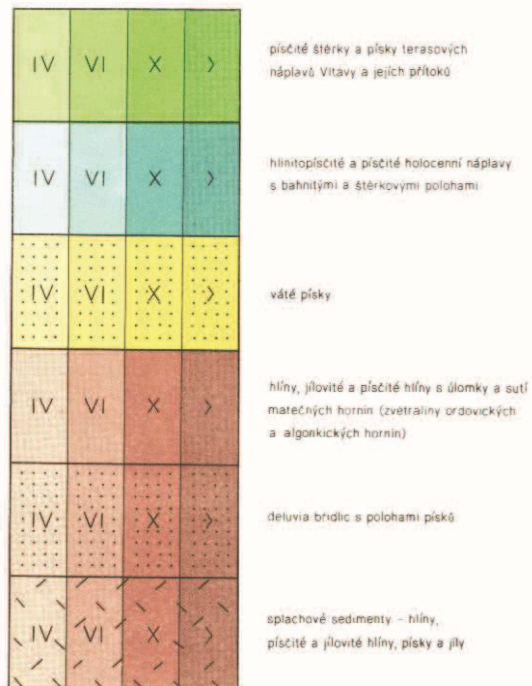 IV VI X >
písčité štěrky a písky terasových
náplavů Vltavy a jejích přítoků
IV VI X >
hlinitopísčité a písčité holocenní náplavy
s bahnitými a štěrkovými polohami
IV VI X >
váté písky
IV VI X >
hlíny, jílovité a písčité hlíny s úlomky a sutí
matečných hornin (zvětraliny ordovických
a algonkických hornin)
IV VI X >
deluvia břidlic s polohami písků
IV VI X >
splachové sedimenty – hlíny,
písčité a jílovité hlíny, písky a jíly